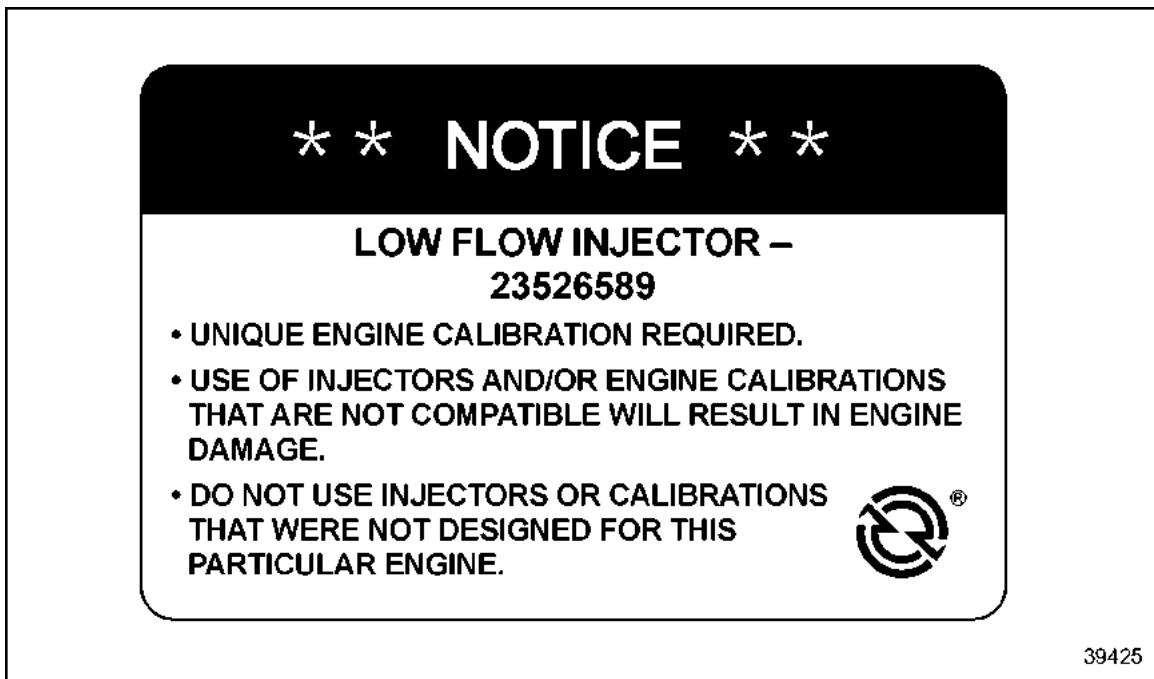 ** NOTICE **
LOW FLOW INJECTOR –
23526589
• UNIQUE ENGINE CALIBRATION REQUIRED.
• USE OF INJECTORS AND/OR ENGINE CALIBRATIONS
THAT ARE NOT COMPATIBLE WILL RESULT IN ENGINE
DAMAGE.
• DO NOT USE INJECTORS OR CALIBRATIONS
THAT WERE NOT DESIGNED FOR THIS
PARTICULAR ENGINE.
®
39425